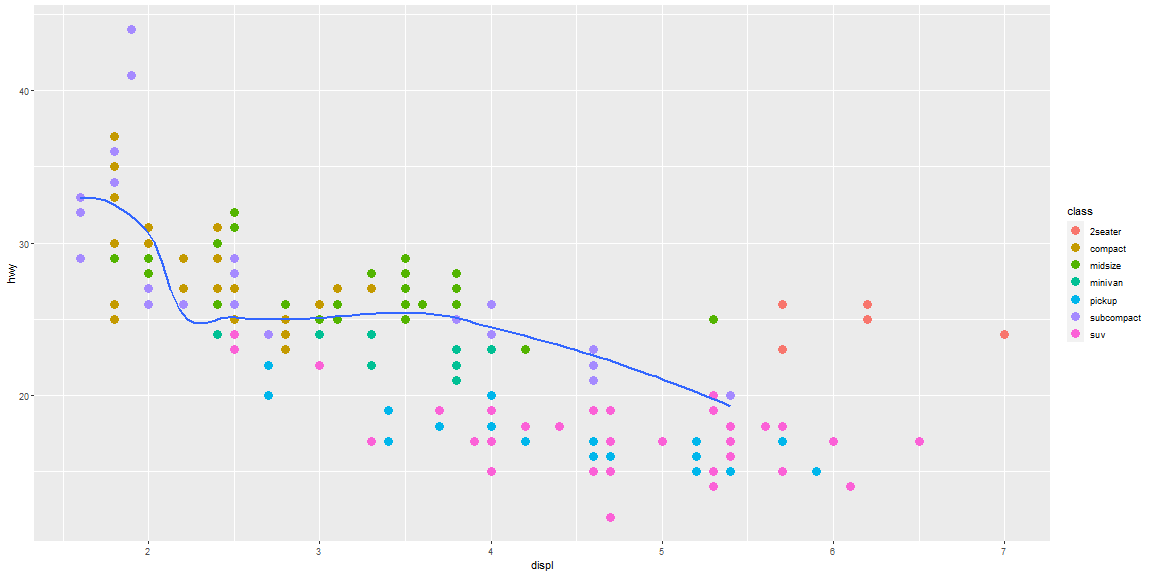 40
30
20
hwy
2
3
4
5
6
7
displ
class
2seater
compact
midsize
minivan
pickup
subcompact
suv